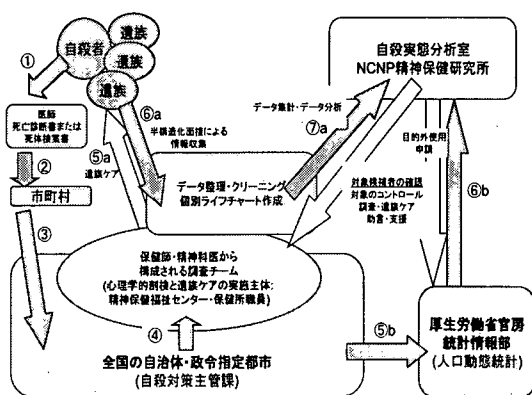 ①
自殺者
遺族
遺族
遺族
医師
死亡診断書または
死体検案書
②
市町村
③
⑤a
遺族ケア
⑥a
半構造化面接による
情報収集
データ集計・データ分析
⑦a
自殺実態分析室
NCNP精神保健研究所
目的外使用
申請
⑥b
データ整理・クリーニング
個別ライフチャート作成
対象候補者の確認
対象のコントロール
調査・遺族ケア
助言・支援
保健師・精神科医から
構成される調査チーム
(心理学的剖検と遺族ケアの実施主体:
精神保健福祉センター・保健所職員)
④
全国の自治体・政令指定都市
(自殺対策主管課)
⑤b
厚生労働省官房
統計情報部
(人口動態統計)